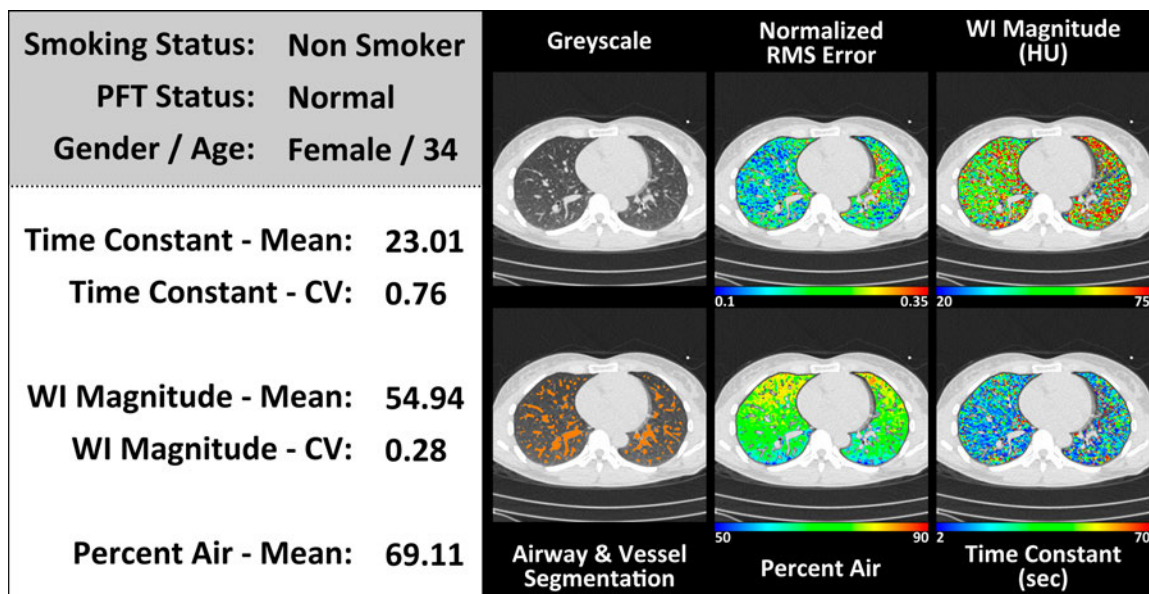 Smoking Status: Non Smoker
PFT Status: Normal
Gender / Age: Female / 34
Time Constant - Mean: 23.01
Time Constant - CV: 0.76
WI Magnitude - Mean: 54.94
WI Magnitude - CV: 0.28
Percent Air - Mean: 69.11
Greyscale
Normalized
RMS Error
WI Magnitude
(HU)
0.1 0.35
20 75
50 90
2 70
Airway & Vessel
Segmentation
Percent Air
Time Constant
(sec)